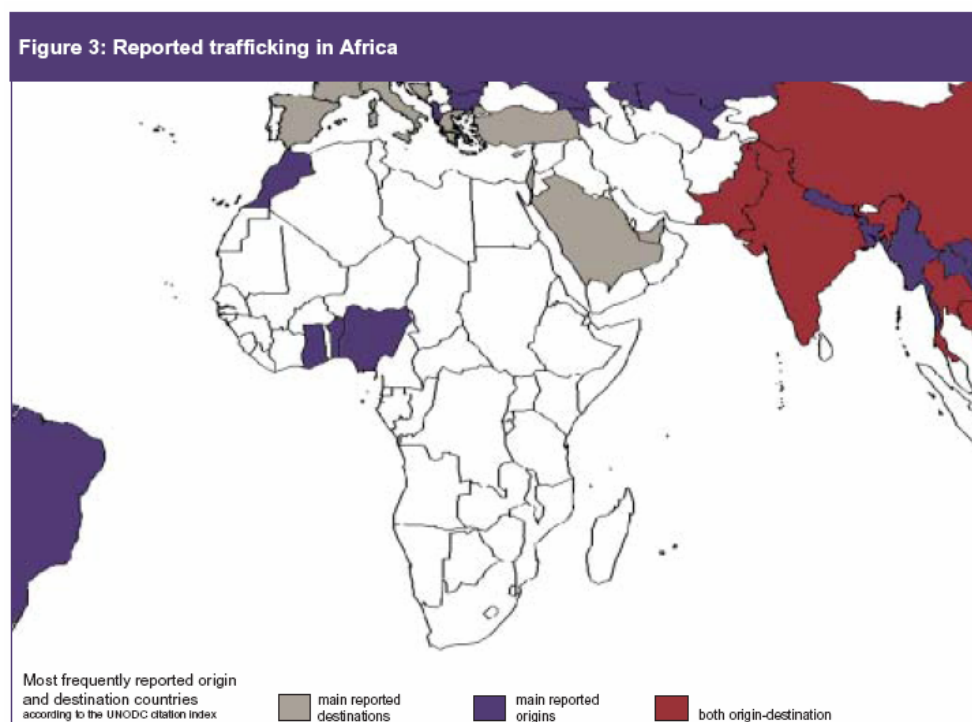 Figure 3: Reported trafficking in Africa
Most frequently reported origin
and destination countries
according to the UNODC citation index
main reported
destinations
main reported
origins
both origin-destination